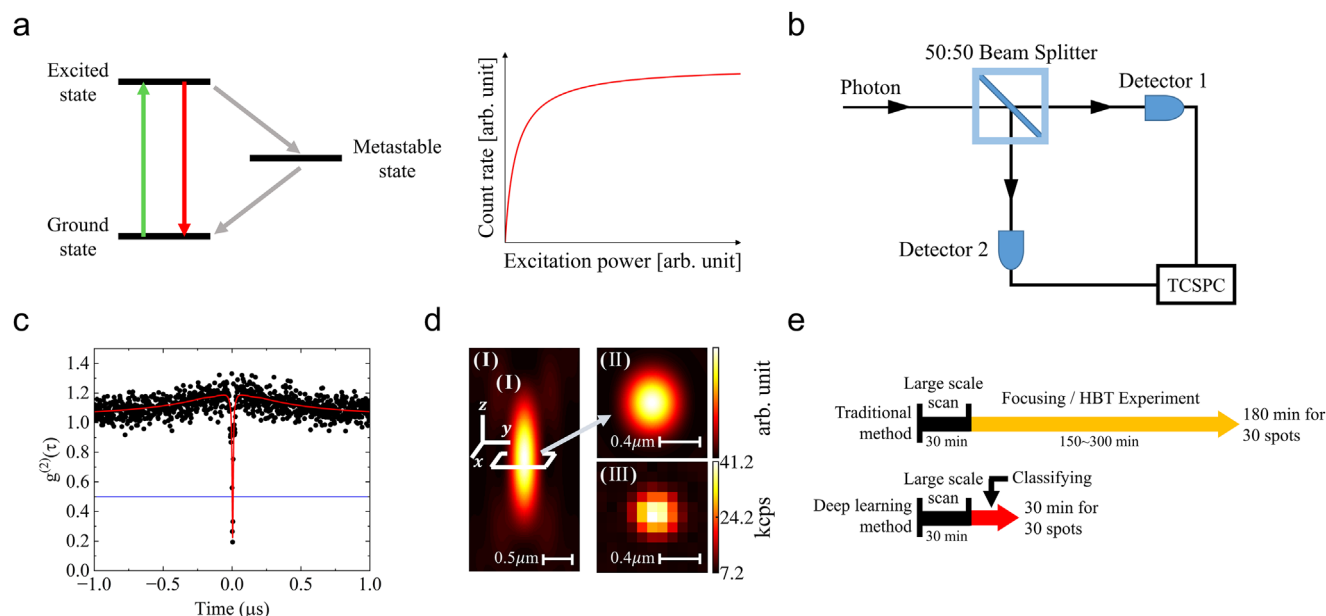 a
Excited
state
Metastable
state
Ground
state
Count rate [arb. unit]
Excitation power [arb. unit]
b
50:50 Beam Splitter
Photon
Detector 1
Detector 2
TCSPC
c
g(2)(τ)
1.4
1.2
1.0
0.8
0.6
0.4
0.2
0.0
−1.0
−0.5
0.0
0.5
1.0
Time (μs)
d
(I)
(I)
z
y
x
0.5μm
(II)
0.4μm
(III)
0.4μm
arb. unit
41.2
24.2
7.2
kcps
e
Large scale
scan
Focusing / HBT Experiment
Traditional
method
30 min
150~300 min
180 min for
30 spots
Large scale
scan
Classifying
Deep learning
method
30 min
30 min for
30 spots